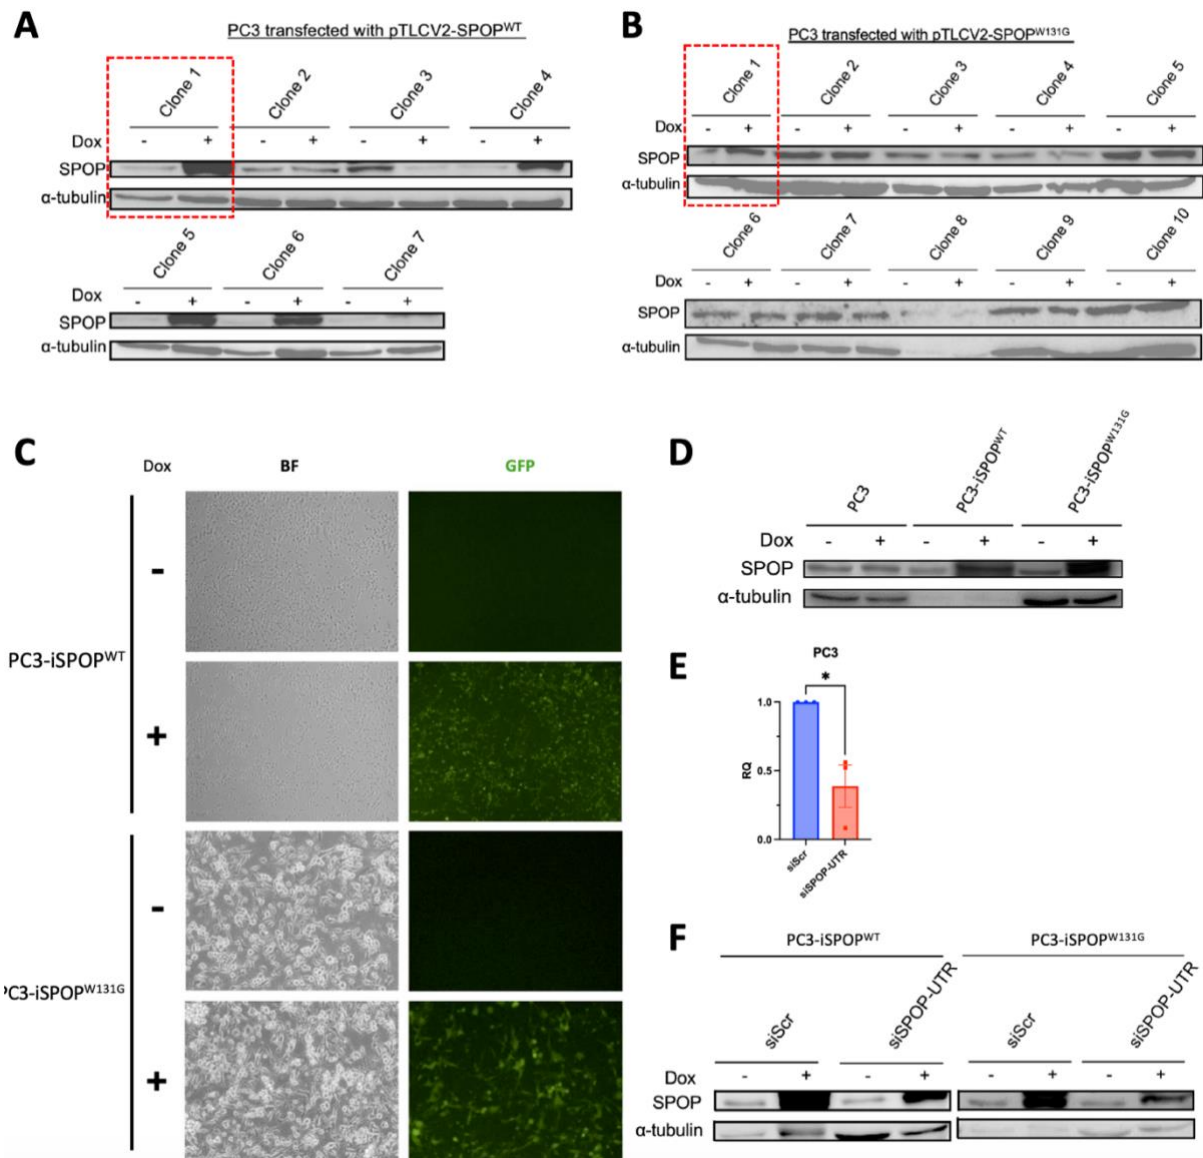 A
PC3 transfected with pTLCV2-SPOPWT
Clone 1 Clone 2 Clone 3 Clone 4
Dox - + - + - + - +
SPOP
α-tubulin
Clone 5 Clone 6 Clone 7
Dox - + - + - +
SPOP
α-tubulin
B
PC3 transfected with pTLCV2-SPOPW131G
Clone 1 Clone 2 Clone 3 Clone 4 Clone 5
Dox - + - + - + - + - +
SPOP
α-tubulin
Clone 6 Clone 7 Clone 8 Clone 9 Clone 10
Dox - + - + - + - + - +
SPOP
α-tubulin
C
Dox BF GFP
-
PC3-iSPOPWT
+
-
PC3-iSPOPW131G
+
D
PC3 PC3-iSPOPWT PC3-iSPOPW131G
Dox - + - + - +
SPOP
α-tubulin
E
PC3
*
1.0
0.5
0.0
RQ
siScr siSPOP-UTR
F
PC3-iSPOPWT PC3-iSPOPW131G
siScr siSPOP-UTR siScr siSPOP-UTR
Dox - + - + - + - +
SPOP
α-tubulin